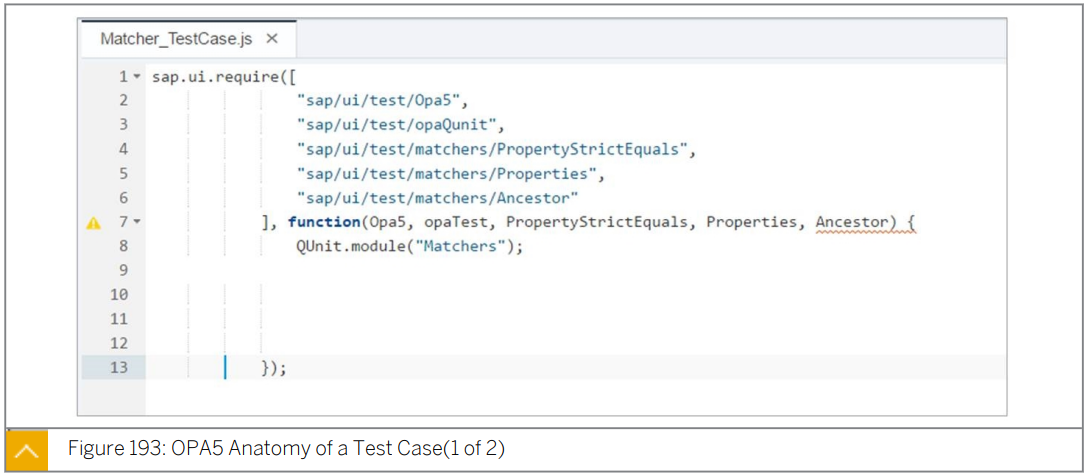 Matcher_TestCase.js ×
1 sap.ui.require([
2 "sap/ui/test/Opa5",
3 "sap/ui/test/opaQunit",
4 "sap/ui/test/matchers/PropertyStrictEquals",
5 "sap/ui/test/matchers/Properties",
6 "sap/ui/test/matchers/Ancestor"
7 ], function(Opa5, opaTest, PropertyStrictEquals, Properties, Ancestor) {
8 QUnit.module("Matchers");
9
10
11
12
13 });
Figure 193: OPA5 Anatomy of a Test Case(1 of 2)